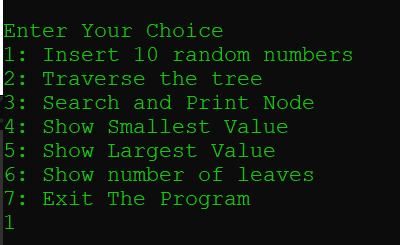 Enter Your Choice
1: Insert 10 random numbers
2: Traverse the tree
3: Search and Print Node
4: Show Smallest Value
5: Show Largest Value
6: Show number of leaves
7: Exit The Program
1